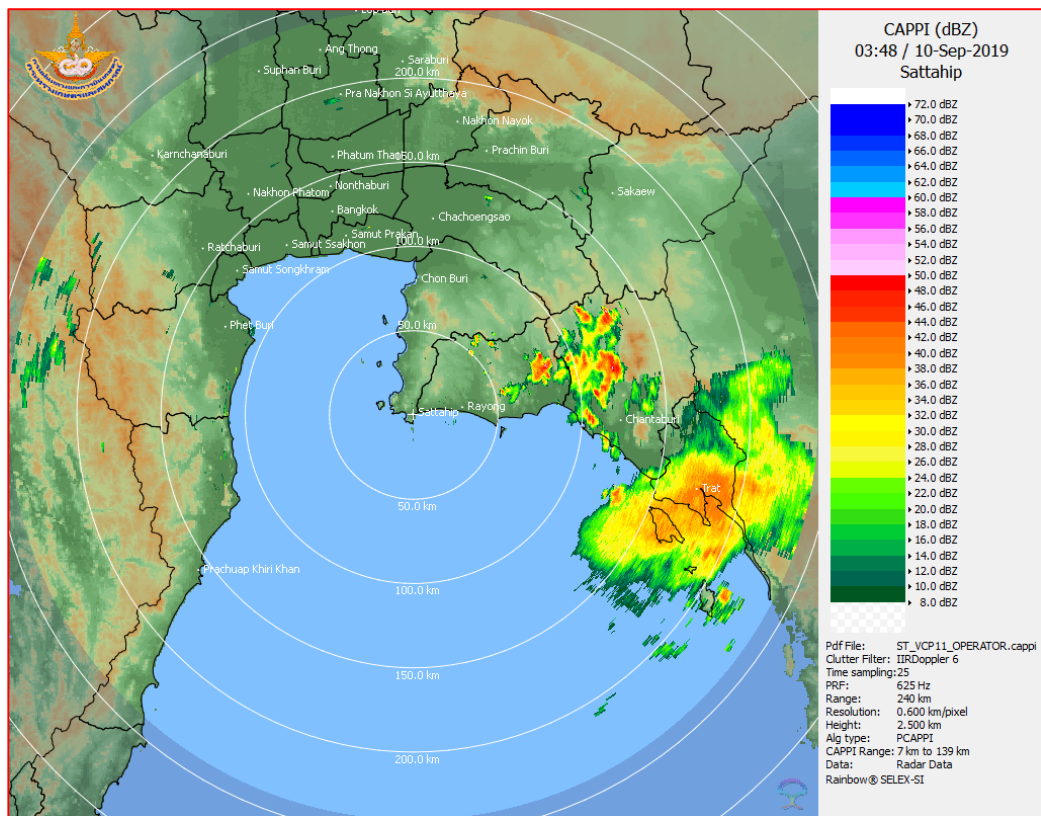 Ang Thong
Saraburi
200.0 km
Suphan Buri
Pra Nakhon Si Ayutthaya
Nakhon Nayok
Karnchanaburi
Phatum Tha
150.0 km
Prachin Buri
Nakhon Phatom
Nonthaburi
Sakaew
Bangkok
Chachoengsao
Ratchaburi
Samut Ssakhon
Samut Prakan
100.0 km
Samut Songkhram
Chon Buri
Phet Buri
50.0 km
Sattahip
Rayong
Chantaburi
Trat
50.0 km
Prachuap Khiri Khan
100.0 km
150.0 km
200.0 km
CAPPI (dBZ)
03:48 / 10-Sep-2019
Sattahip
72.0 dBZ
70.0 dBZ
68.0 dBZ
66.0 dBZ
64.0 dBZ
62.0 dBZ
60.0 dBZ
58.0 dBZ
56.0 dBZ
54.0 dBZ
52.0 dBZ
50.0 dBZ
48.0 dBZ
46.0 dBZ
44.0 dBZ
42.0 dBZ
40.0 dBZ
38.0 dBZ
36.0 dBZ
34.0 dBZ
32.0 dBZ
30.0 dBZ
28.0 dBZ
26.0 dBZ
24.0 dBZ
22.0 dBZ
20.0 dBZ
18.0 dBZ
16.0 dBZ
14.0 dBZ
12.0 dBZ
10.0 dBZ
8.0 dBZ
Pdf File: ST_VCP11_OPERATOR.cappi
Clutter Filter: IIRDoppler 6
Time sampling:25
PRF: 625 Hz
Range: 240 km
Resolution: 0.600 km/pixel
Height: 2.500 km
Alg type: PCAPPI
CAPPI Range: 7 km to 139 km
Data: Radar Data
Rainbow® SELEX-SI